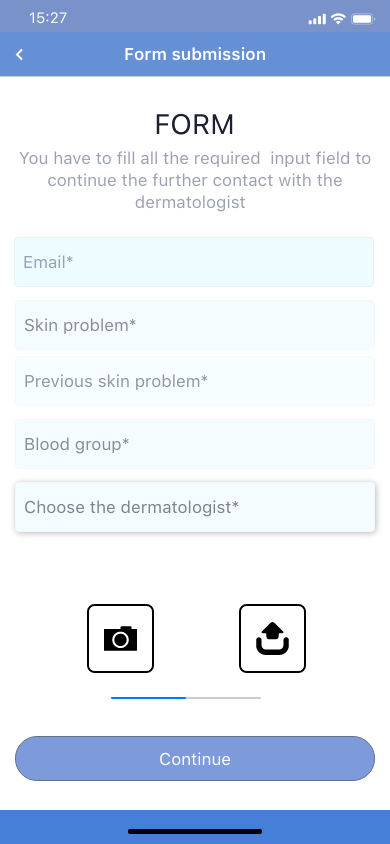 15:27
Form submission
FORM
You have to fill all the required  input field to
continue the further contact with the
dermatologist
Email*
Skin problem*
Previous skin problem*
Blood group*
Choose the dermatologist*
Continue